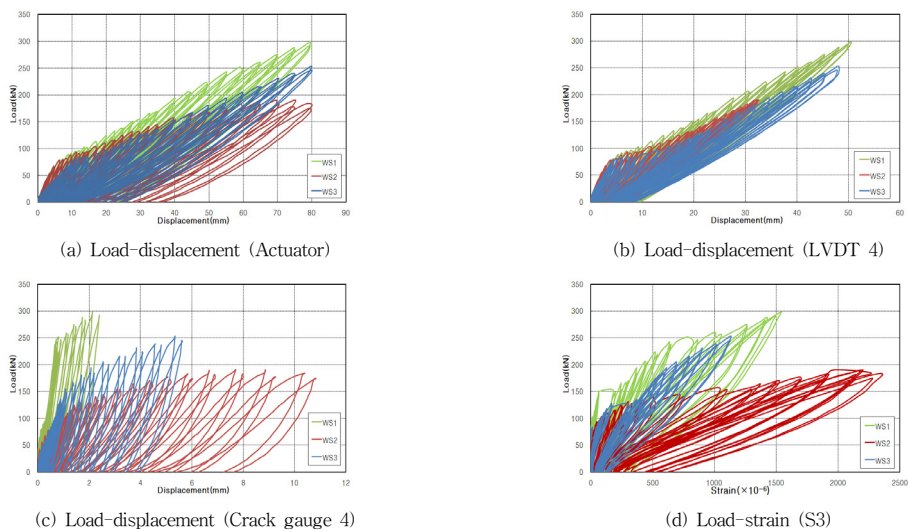 Load(kN)
350
300
250
200
150
100
50
0
0 10 20 30 40 50 60 70 80 90
Displacement(mm)
WS1
WS2
WS3
(a) Load-displacement (Actuator)
Load(kN)
350
300
250
200
150
100
50
0
0 10 20 30 40 50 60
Displacement(mm)
WS1
WS2
WS3
(b) Load-displacement (LVDT 4)
Load(kN)
350
300
250
200
150
100
50
0
0 2 4 6 8 10 12
Displacement(mm)
WS1
WS2
WS3
(c) Load-displacement (Crack gauge 4)
Load(kN)
350
300
250
200
150
100
50
0
0 500 1000 1500 2000 2500
Strain(×10⁻⁶)
WS1
WS2
WS3
(d) Load-strain (S3)